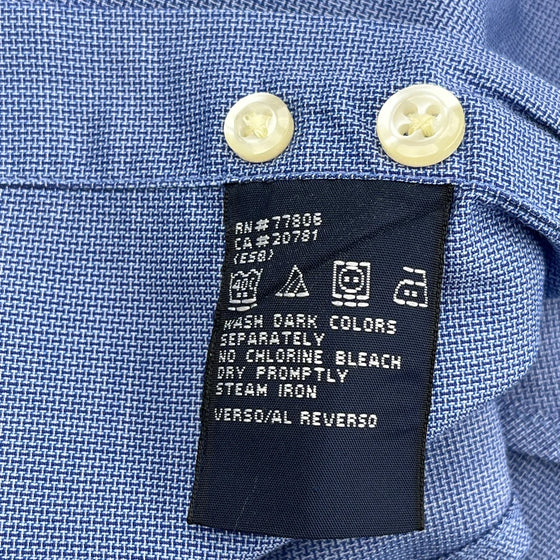 RN#77806
CA#20781
(ESQ)
40C
WASH DARK COLORS
SEPARATELY
NO CHLORINE BLEACH
DRY PROMPTLY
STEAM IRON
VERSO/AL REVERSO